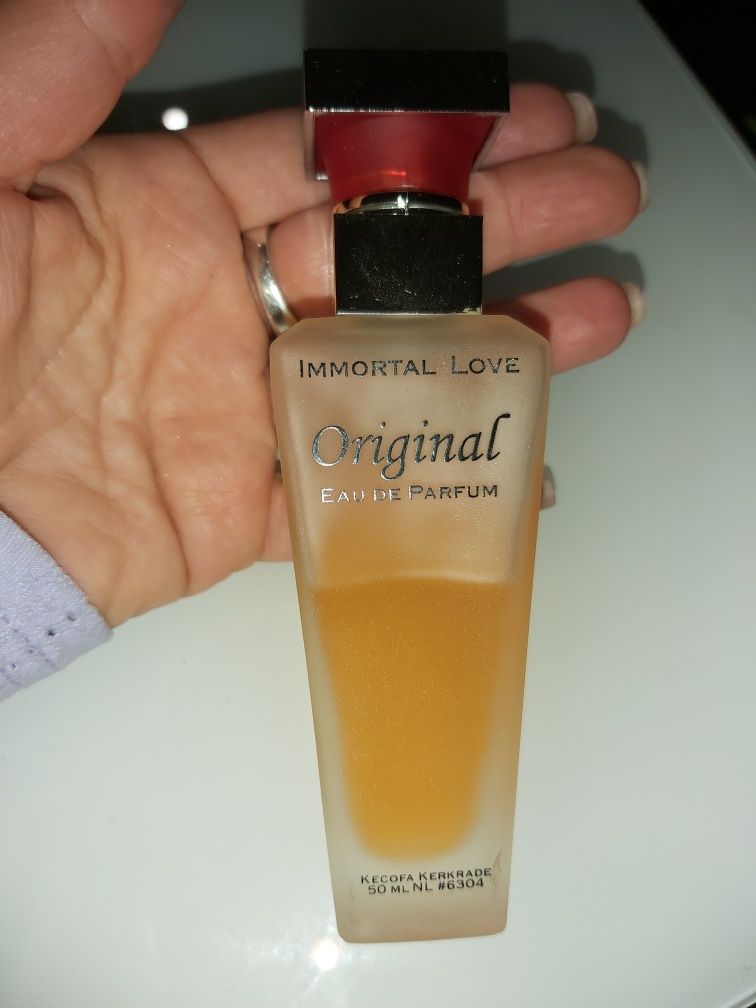 IMMORTAL LOVE
Original
EAU DE PARFUM
KECOFA KERKRADE
50 ML NL #6304